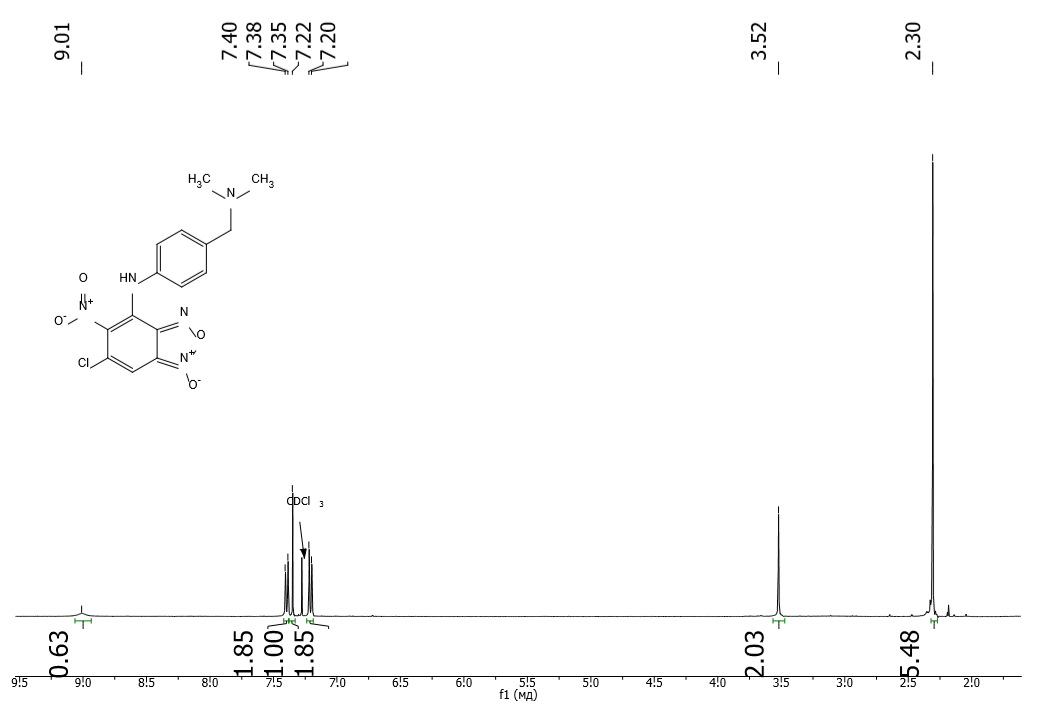 9.01 7.40 7.38 7.35 7.22 7.20 3.52 2.30
H3C N CH3
O HN
N+ N
O- O
Cl N+
O-
CDCl 3
0.63 1.85 1.00 1.85 2.03 5.48
9.5 9.0 8.5 8.0 7.5 7.0 6.5 6.0 5.5 5.0 4.5 4.0 3.5 3.0 2.5 2.0
f1 (мд)